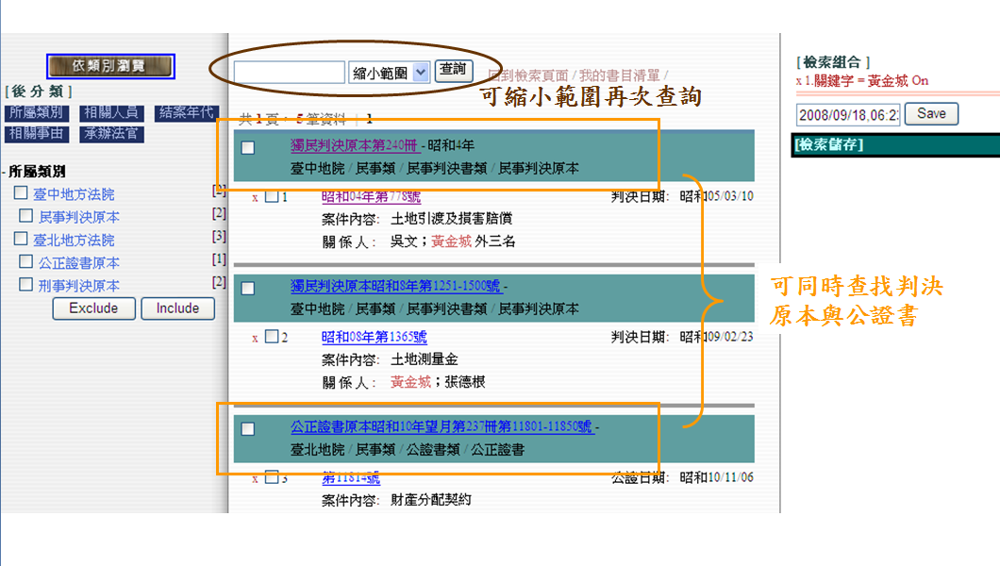 依類別瀏覽
[後分類]
所屬類別 相關人員 結案年代
相關事由 承辦法官
- 所屬類別
臺中地方法院 [2]
民事判決原本 [2]
臺北地方法院 [3]
公正證書原本 [1]
刑事判決原本 [2]
Exclude Include
縮小範圍 查詢
回到檢索頁面 / 我的書目清單 /
可縮小範圍再次查詢
共 1 頁, 5 筆資料 | 1
獨民判決原本第240冊 - 昭和4年
臺中地院 / 民事類 / 民事判決書類 / 民事判決原本
x 1 昭和04年第778號 判決日期: 昭和05/03/10
案件內容: 土地引渡及損害賠償
關 係 人: 吳文；黃金城 外三名
獨民判決原本昭和8年第1251-1500號 -
臺中地院 / 民事類 / 民事判決書類 / 民事判決原本
x 2 昭和08年第1365號 判決日期: 昭和09/02/23
案件內容: 土地測量金
關 係 人: 黃金城；張德根
公正證書原本昭和10年望月第237冊第11801-11850號 -
臺北地院 / 民事類 / 公證書類 / 公正證書
x 3 第11814號 公證日期: 昭和10/11/06
案件內容: 財產分配契約
可同時查找判決
原本與公證書
[檢索組合]
x 1.關鍵字 = 黃金城 On
2008/09/18,06:2 Save
[檢索儲存]